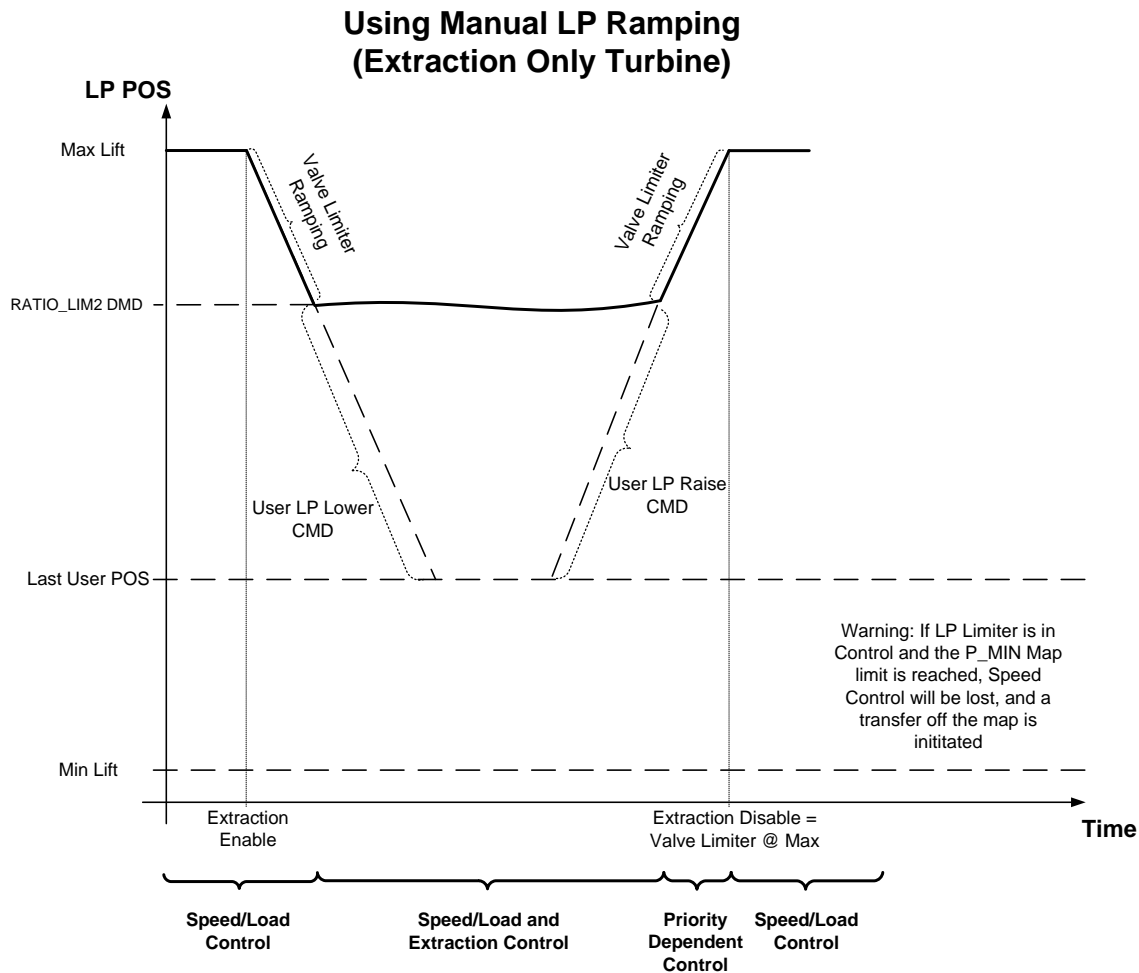 Using Manual LP Ramping
(Extraction Only Turbine)
LP POS
Max Lift
Valve Limiter
Ramping
Valve Limiter
Ramping
RATIO_LIM2 DMD
User LP Lower
CMD
User LP Raise
CMD
Last User POS
Warning: If LP Limiter is in
Control and the P_MIN Map
limit is reached, Speed
Control will be lost, and a
transfer off the map is
inititated
Min Lift
Extraction
Enable
Extraction Disable =
Valve Limiter @ Max
Time
Speed/Load
Control
Speed/Load and
Extraction Control
Priority
Dependent
Control
Speed/Load
Control